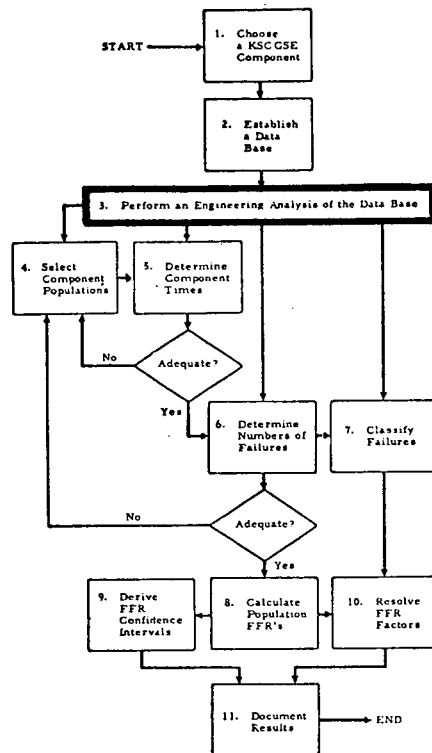 START
1. Choose
a KSC GSE
Component
2. Establish
a Data
Base
3. Perform an Engineering Analysis of the Data Base
4. Select
Component
Populations
5. Determine
Component
Times
No
Adequate?
Yes
6. Determine
Numbers of
Failures
7. Classify
Failures
No
Adequate?
Yes
9. Derive
FFR
Confidence
Intervals
8. Calculate
Population
FFR's
10. Resolve
FFR
Factors
11. Document
Results
END